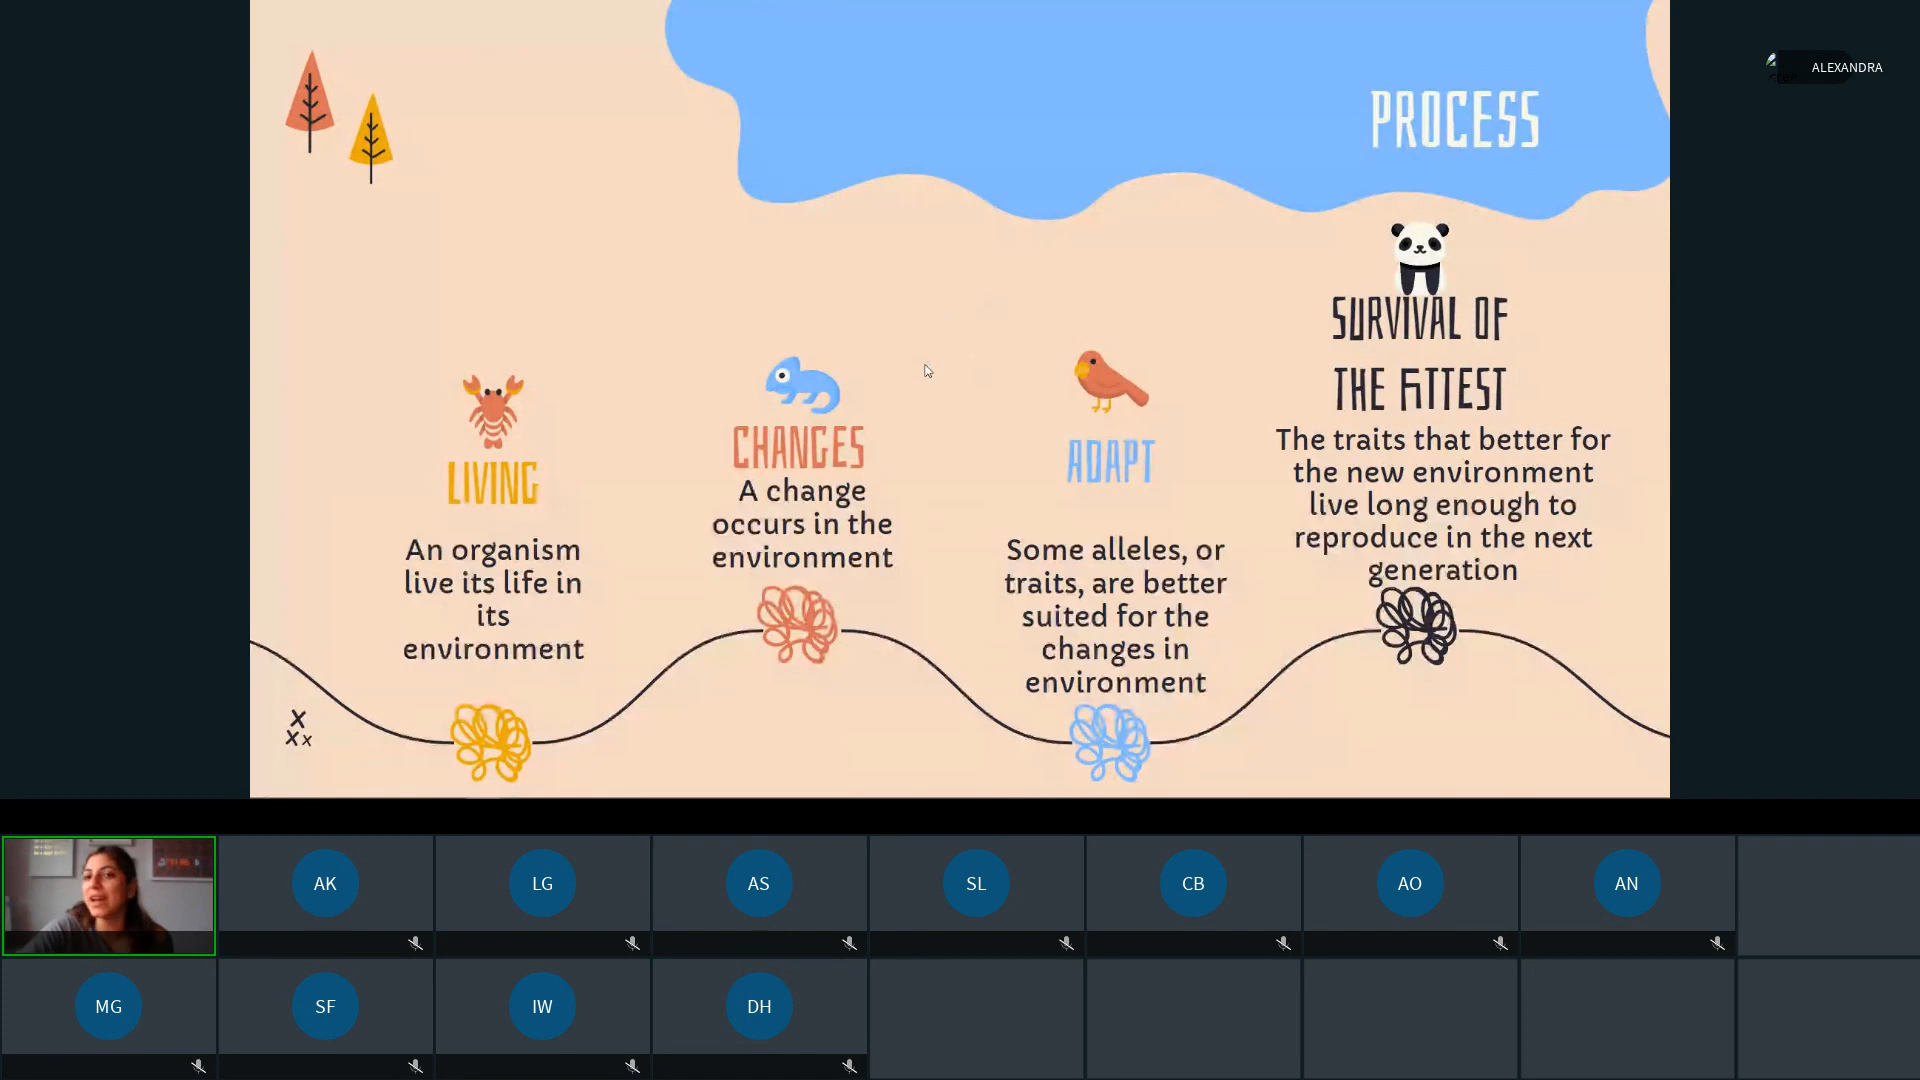 ALEXANDRA
PROCESS
LIVING
An organism
live its life in
its
environment
CHANGES
A change
occurs in the
environment
ADAPT
Some alleles, or
traits, are better
suited for the
changes in
environment
SURVIVAL OF
THE FITTEST
The traits that better for
the new environment
live long enough to
reproduce in the next
generation
X
X x
AK
LG
AS
SL
CB
AO
AN
MG
SF
IW
DH